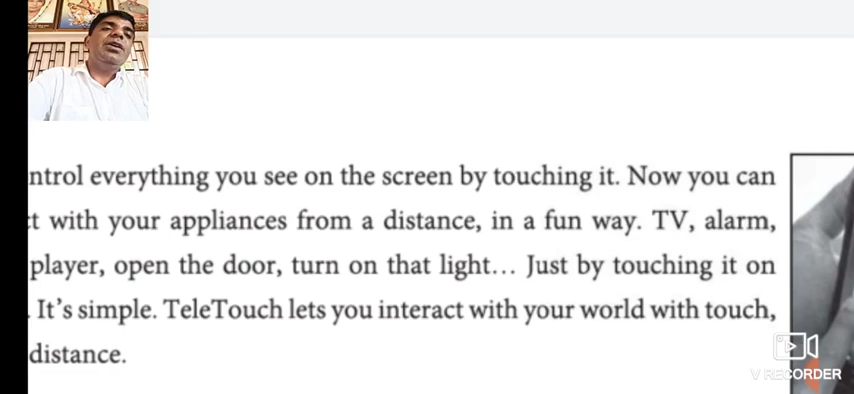 ntrol everything you see on the screen by touching it. Now you can
t with your appliances from a distance, in a fun way. TV, alarm,
player, open the door, turn on that light... Just by touching it on
. It's simple. TeleTouch lets you interact with your world with touch,
distance.
V RECORDER